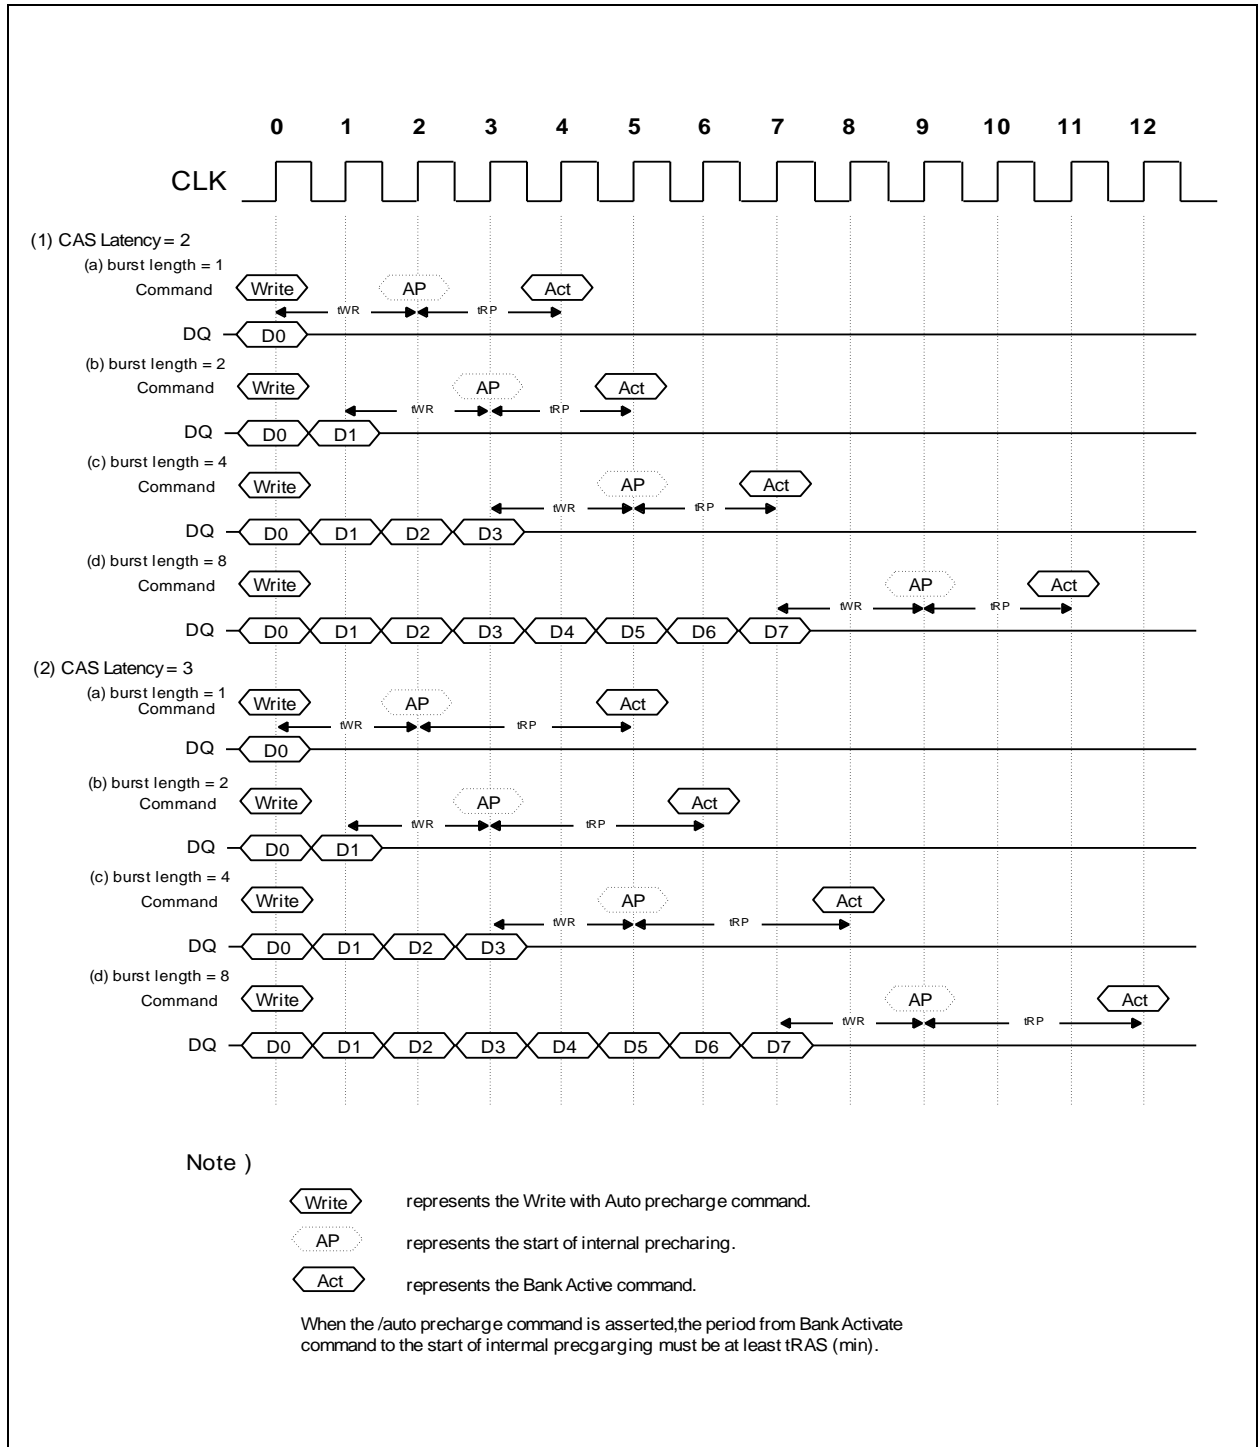 0 1 2 3 4 5 6 7 8 9 10 11 12
CLK
(1) CAS Latency = 2
(a) burst length = 1
Command Write AP Act
tWR tRP
DQ D0
(b) burst length = 2
Command Write AP Act
tWR tRP
DQ D0 D1
(c) burst length = 4
Command Write AP Act
tWR tRP
DQ D0 D1 D2 D3
(d) burst length = 8
Command Write AP Act
tWR tRP
DQ D0 D1 D2 D3 D4 D5 D6 D7
(2) CAS Latency = 3
(a) burst length = 1
Command Write AP Act
tWR tRP
DQ D0
(b) burst length = 2
Command Write AP Act
tWR tRP
DQ D0 D1
(c) burst length = 4
Command Write AP Act
tWR tRP
DQ D0 D1 D2 D3
(d) burst length = 8
Command Write AP Act
tWR tRP
DQ D0 D1 D2 D3 D4 D5 D6 D7
Note )
Write represents the Write with Auto precharge command.
AP represents the start of internal precharing.
Act represents the Bank Active command.
When the /auto precharge command is asserted,the period from Bank Activate
command to the start of intermal precgarging must be at least tRAS (min).